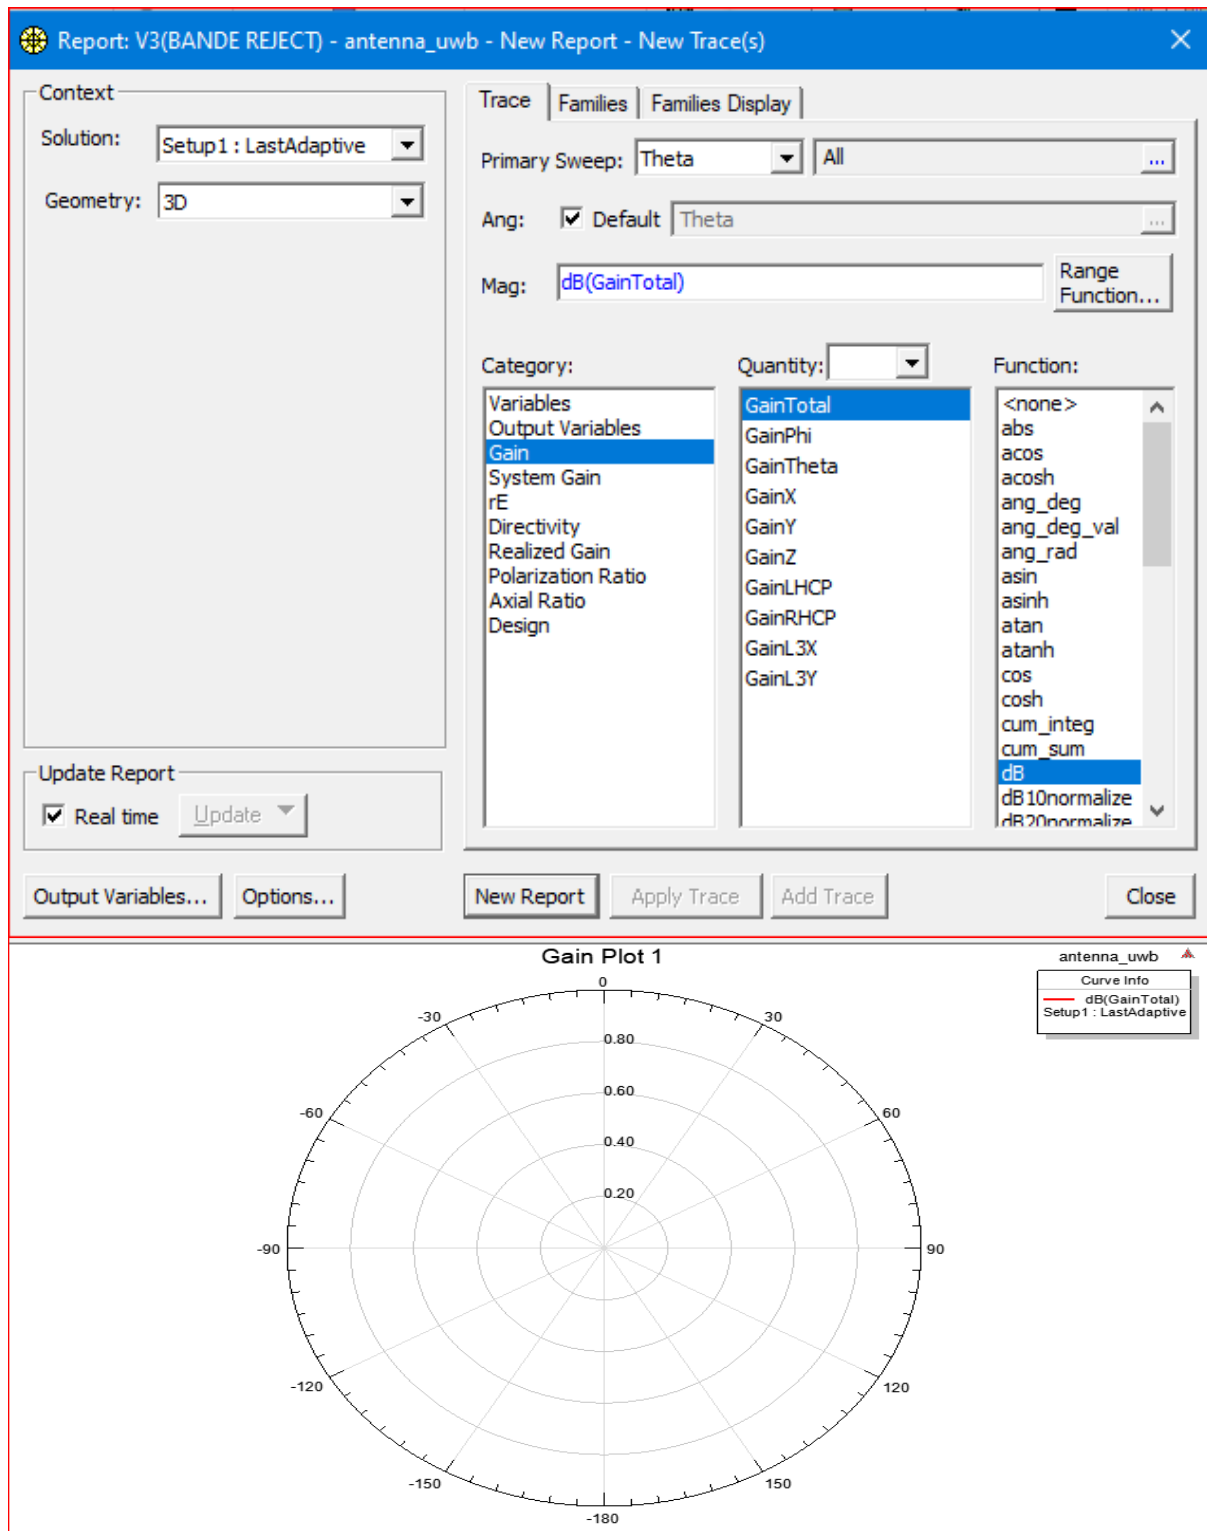 Report: V3(BANDE REJECT) - antenna_uwb - New Report - New Trace(s)
Context
Solution: Setup1 : LastAdaptive
Geometry: 3D
Update Report
Real time Update
Output Variables... Options...
Trace Families Families Display
Primary Sweep: Theta All ...
Ang: Default Theta ...
Mag: dB(GainTotal) Range
Function...
Category:
Variables
Output Variables
Gain
System Gain
rE
Directivity
Realized Gain
Polarization Ratio
Axial Ratio
Design
Quantity:
GainTotal
GainPhi
GainTheta
GainX
GainY
GainZ
GainLHCP
GainRHCP
GainL3X
GainL3Y
Function:
<none>
abs
acos
acosh
ang_deg
ang_deg_val
ang_rad
asin
asinh
atan
atanh
cos
cosh
cum_integ
cum_sum
dB
dB10normalize
dB20normalize
New Report Apply Trace Add Trace Close
Gain Plot 1
antenna_uwb
Curve Info
dB(GainTotal)
Setup1 : LastAdaptive
0
-30 30
0.80
0.60
-60 60
0.40
0.20
-90 90
-120 120
-150 150
-180